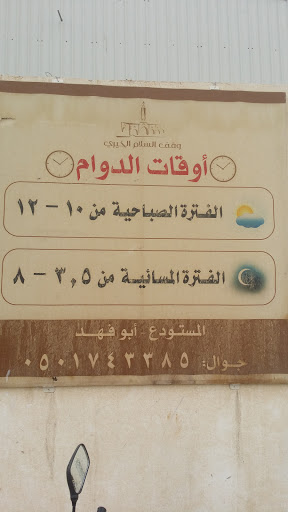 وقف السلام الخيري
أوقات الدوام
الفترة الصباحية من ١٠ – ١٢
الفترة المسائية من ٣,٥ – ٨
المستودع - أبو فهد
جوال: ٠٥٠١٧٤٣٣٨٥